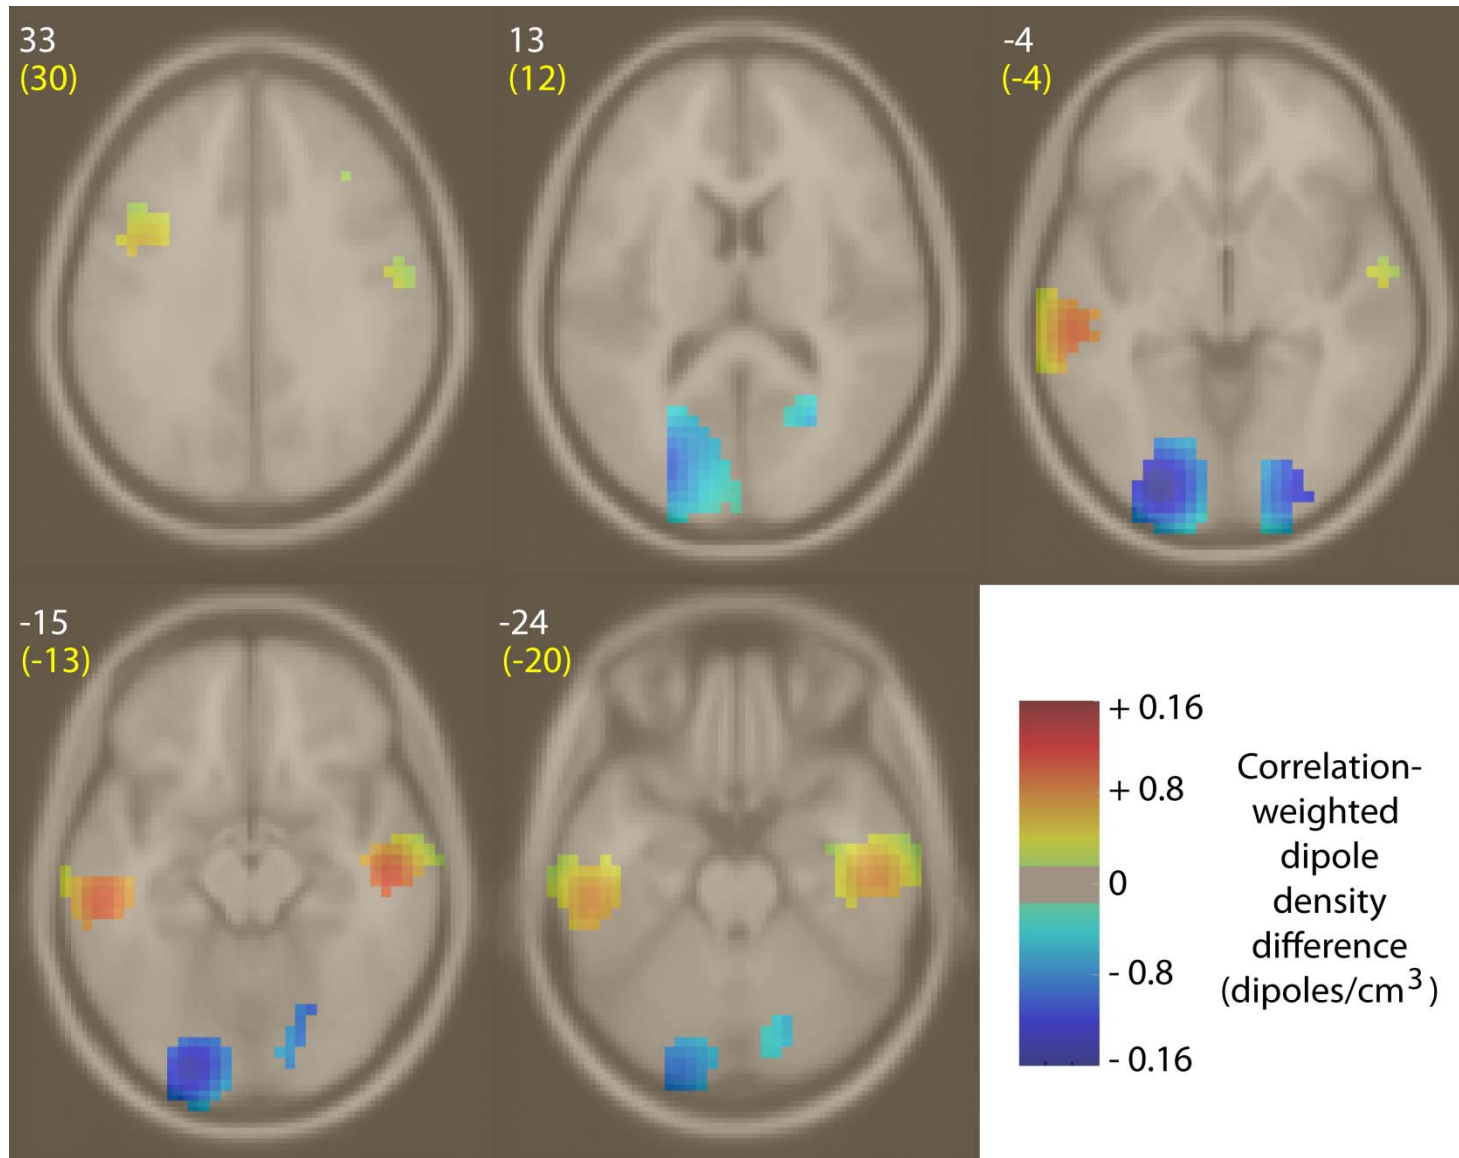 33
(30)
13
(12)
-4
(-4)
-15
(-13)
-24
(-20)
+ 0.16
+ 0.8
0
- 0.8
- 0.16
Correlation-
weighted
dipole
density
difference
(dipoles/cm³)